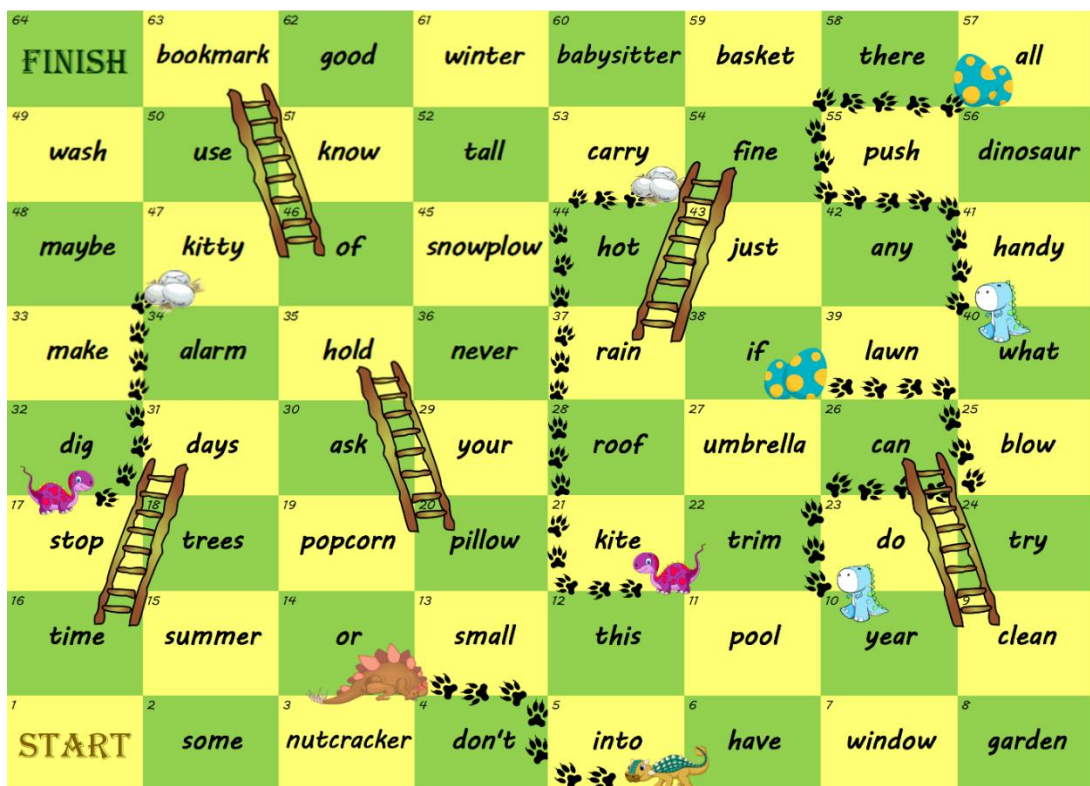 64 63 62 61 60 59 58 57
FINISH bookmark good winter babysitter basket there all
49 50 51 52 53 54 55 56
wash use know tall carry fine push dinosaur
48 47 46 45 44 43 42 41
maybe kitty of snowplow hot just any handy
33 34 35 36 37 38 39 40
make alarm hold never rain if lawn what
32 31 30 29 28 27 26 25
dig days ask your roof umbrella can blow
17 18 19 20 21 22 23 24
stop trees popcorn pillow kite trim do try
16 15 14 13 12 11 10 9
time summer or small this pool year clean
1 2 3 4 5 6 7 8
START some nutcracker don't into have window garden